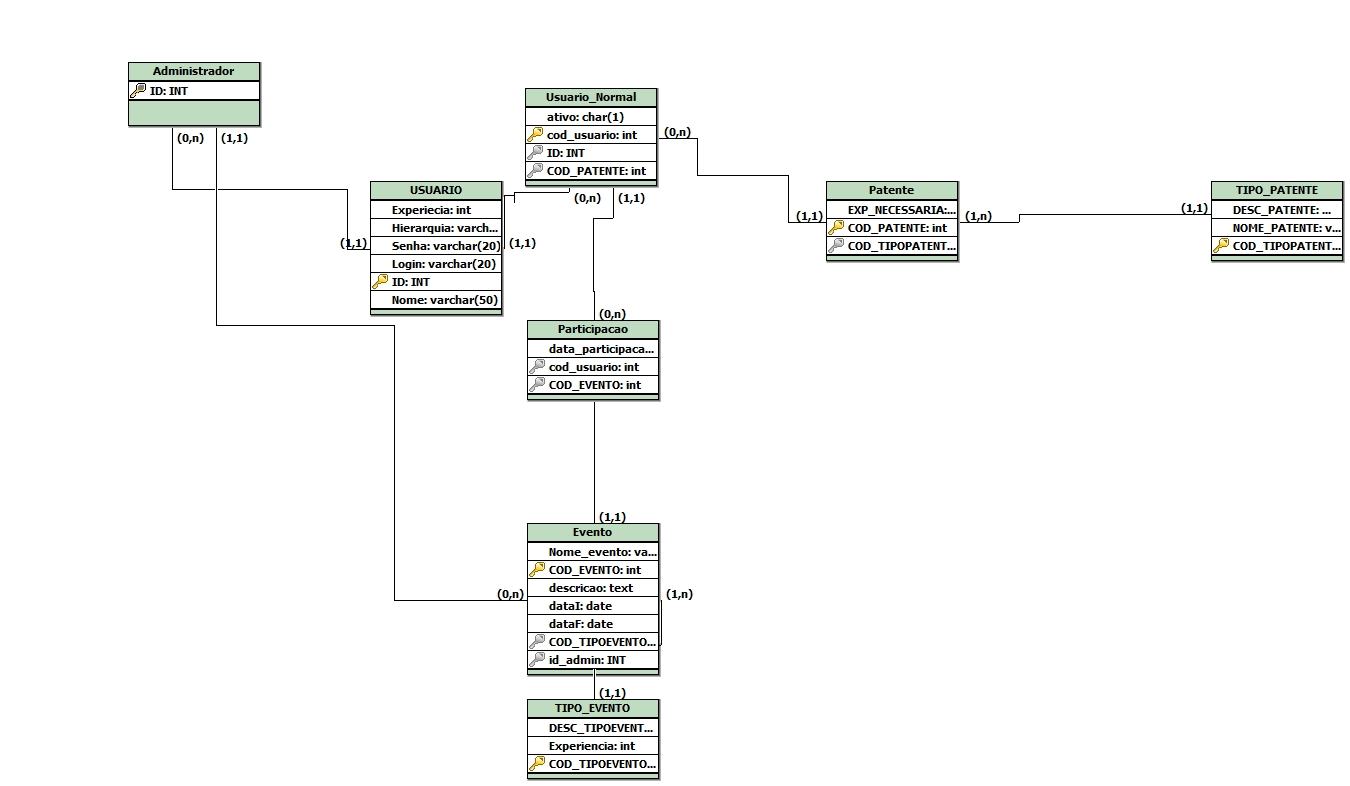 Administrador
ID: INT
(0,n)
(1,1)
Usuario_Normal
ativo: char(1)
cod_usuario: int
ID: INT
COD_PATENTE: int
(0,n)
(0,n)
(1,1)
USUARIO
Experiecia: int
Hierarquia: varch...
Senha: varchar(20)
Login: varchar(20)
ID: INT
Nome: varchar(50)
(1,1)
(1,1)
Patente
EXP_NECESSARIA:...
COD_PATENTE: int
COD_TIPOPATENT...
(1,1)
(1,n)
TIPO_PATENTE
DESC_PATENTE: ...
NOME_PATENTE: v...
COD_TIPOPATENT...
(1,1)
(0,n)
Participacao
data_participaca...
cod_usuario: int
COD_EVENTO: int
(1,1)
Evento
Nome_evento: va...
COD_EVENTO: int
descricao: text
dataI: date
dataF: date
COD_TIPOEVENTO...
id_admin: INT
(0,n)
(1,n)
(1,1)
TIPO_EVENTO
DESC_TIPOEVENT...
Experiencia: int
COD_TIPOEVENTO...